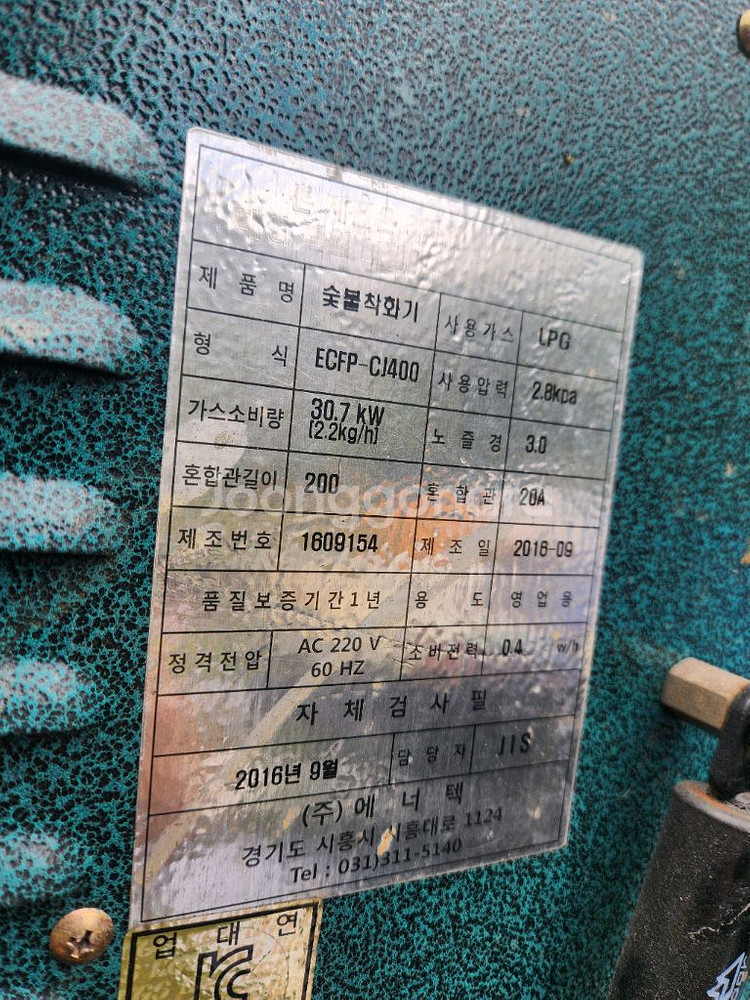 제품명 숯불착화기 사용가스 LPG
형식 ECFP-CJ400 사용압력 2.8kpa
가스소비량 30.7 kW (2.2kg/h) 노즐경 3.0
혼합관길이 200 혼합관 20A
제조번호 1609154 제조일 2016-09
품질보증기간1년 용도 영업용
정격전압 AC 220 V 60 HZ 소비전력 0.4 w/h
자체검사필
2016년 9월 담당자 JIS
(주)에너텍
경기도 시흥시 시흥대로 1124
Tel : 031)311-5140
업대연